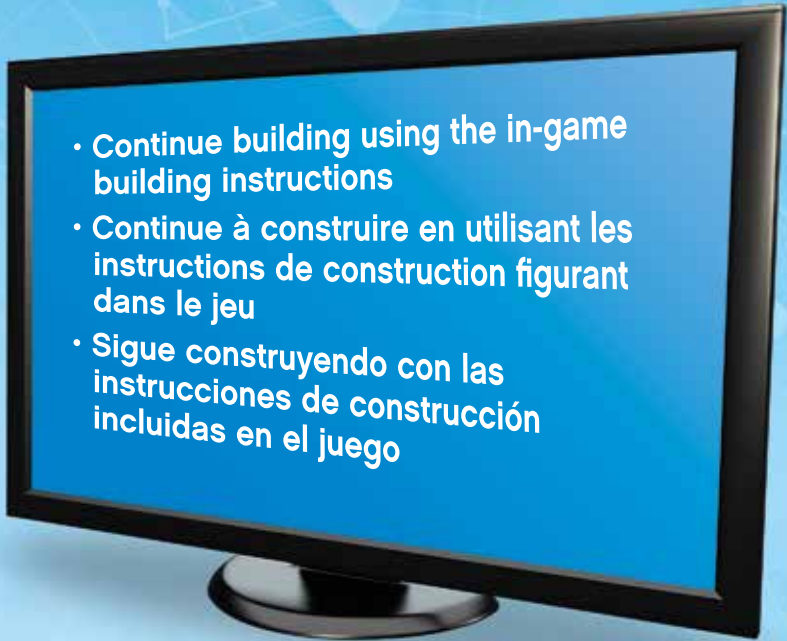 • Continue building using the in-game
building instructions
• Continue à construire en utilisant les
instructions de construction figurant
dans le jeu
• Sigue construyendo con las
instrucciones de construcción
incluidas en el juego